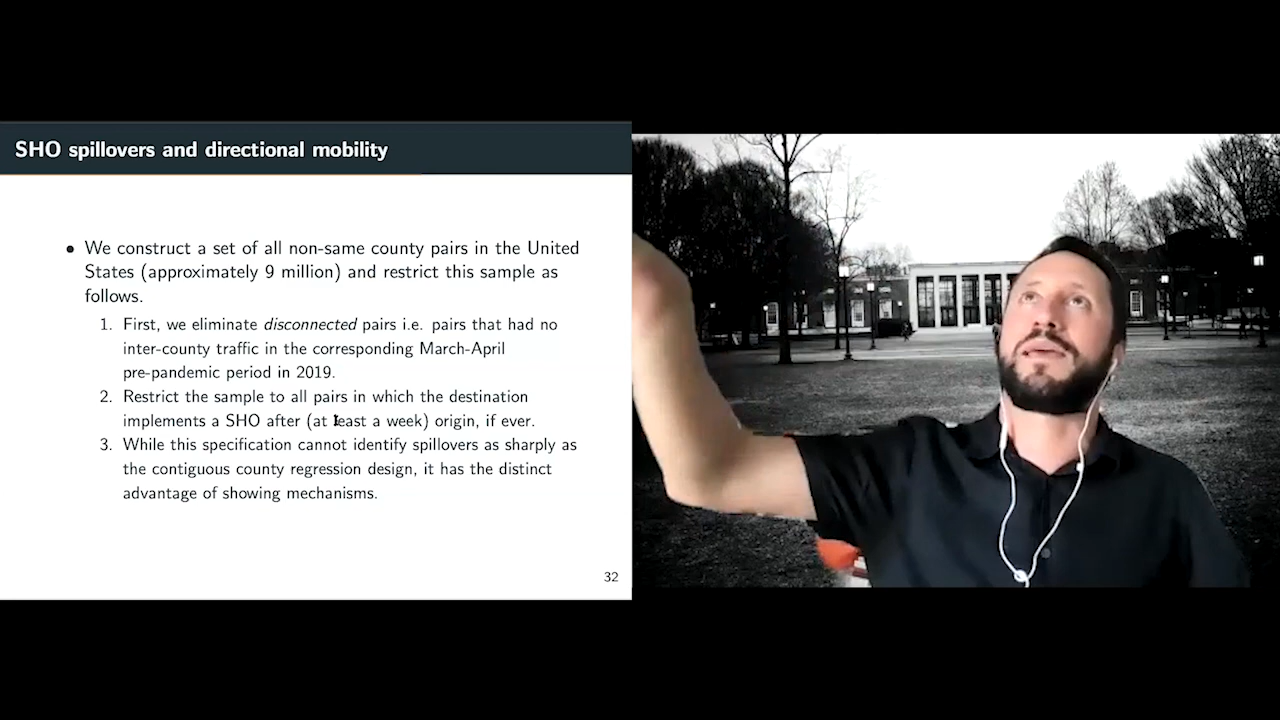 SHO spillovers and directional mobility
• We construct a set of all non-same county pairs in the United
States (approximately 9 million) and restrict this sample as
follows.
1. First, we eliminate disconnected pairs i.e. pairs that had no
inter-county traffic in the corresponding March-April
pre-pandemic period in 2019.
2. Restrict the sample to all pairs in which the destination
implements a SHO after (at least a week) origin, if ever.
3. While this specification cannot identify spillovers as sharply as
the contiguous county regression design, it has the distinct
advantage of showing mechanisms.
32